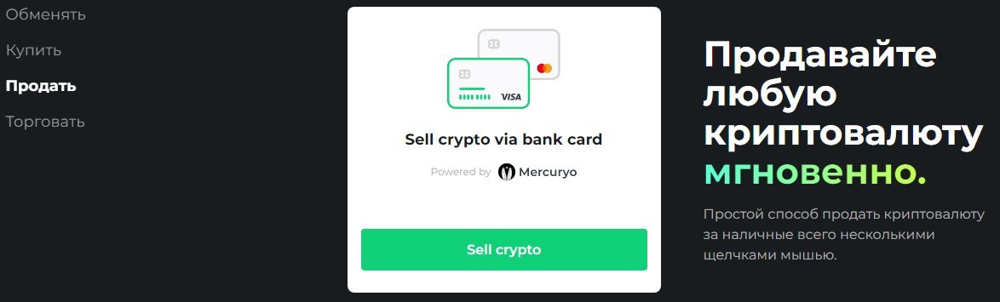 Обменять
Купить
Продать
Торговать
VISA
Sell crypto via bank card
Powered by Mercuryo
Sell crypto
Продавайте
любую
криптовалюту
мгновенно.
Простой способ продать криптовалюту
за наличные всего несколькими
щелчками мышью.